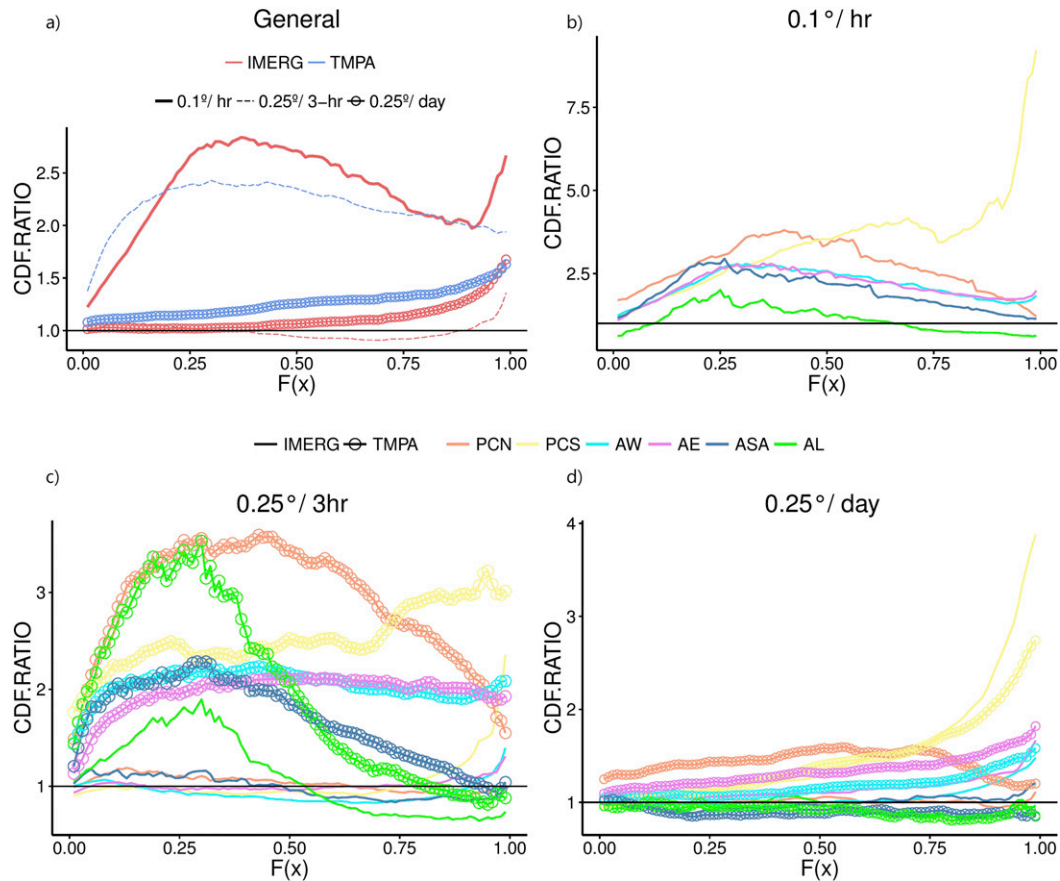 a)
General
IMERG TMPA
0.1º/ hr 0.25º/ 3−hr 0.25º/ day
CDF.RATIO
2.5
2.0
1.5
1.0
0.00 0.25 0.50 0.75 1.00
F(x)
b)
0.1°/ hr
CDF.RATIO
7.5
5.0
2.5
0.00 0.25 0.50 0.75 1.00
F(x)
IMERG TMPA PCN PCS AW AE ASA AL
c)
0.25°/ 3hr
CDF.RATIO
3
2
1
0.00 0.25 0.50 0.75 1.00
F(x)
d)
0.25°/ day
CDF.RATIO
4
3
2
1
0.00 0.25 0.50 0.75 1.00
F(x)